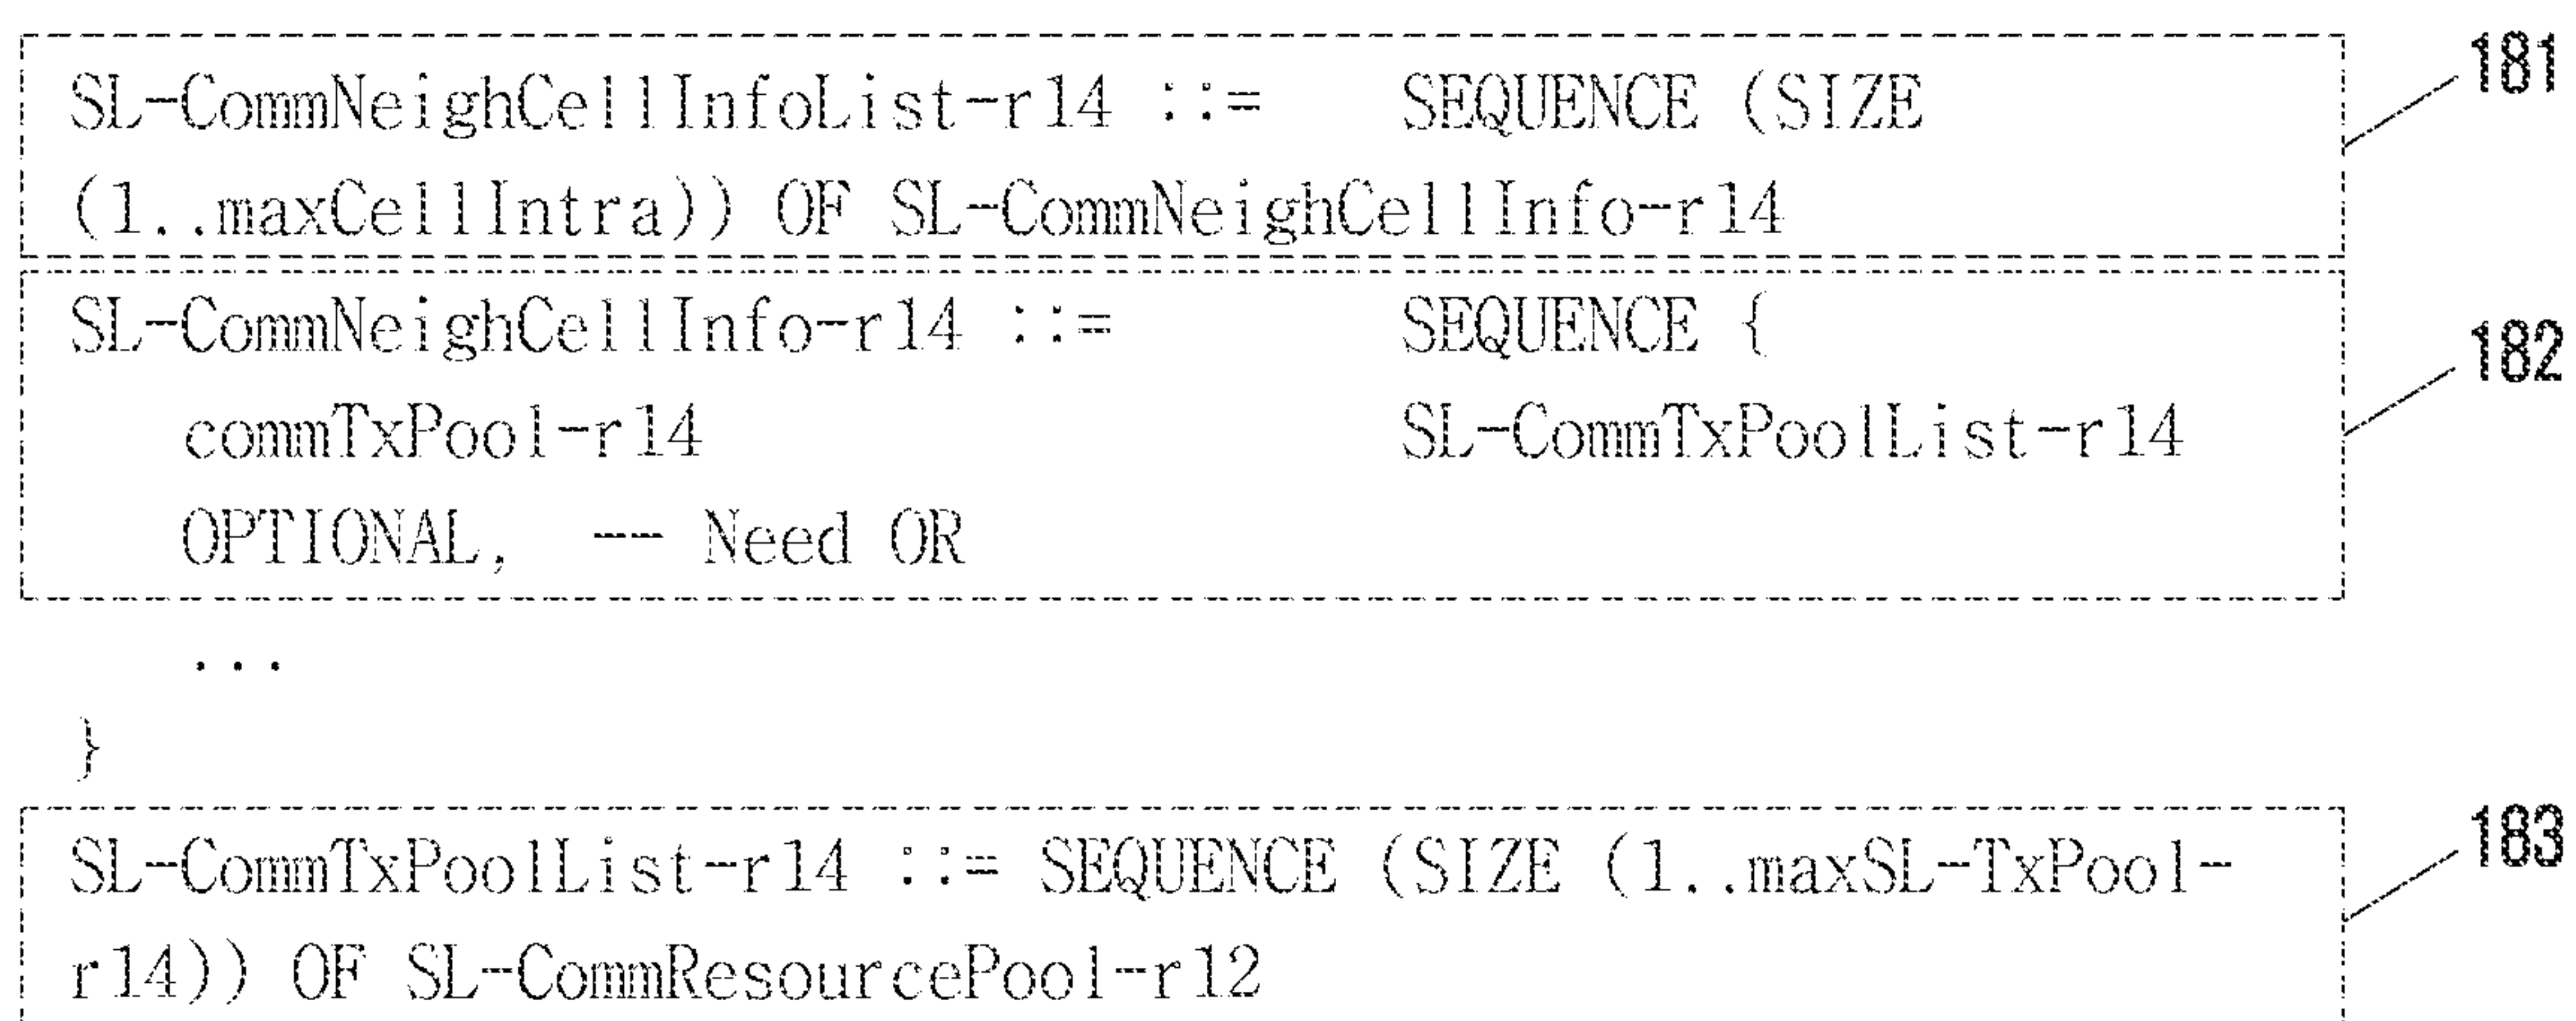 SL-CommNeighCellInfoList-r14 ::= SEQUENCE (SIZE
181
(1..maxCellIntra)) OF SL-CommNeighCellInfo-r14
SL-CommNeighCellInfo-r14 ::= SEQUENCE {
182
commTxPool-r14 SL-CommTxPoolList-r14
OPTIONAL, -- Need OR
...
}
SL-CommTxPoolList-r14 ::= SEQUENCE (SIZE (1..maxSL-TxPool-
183
r14)) OF SL-CommResourcePool-r12